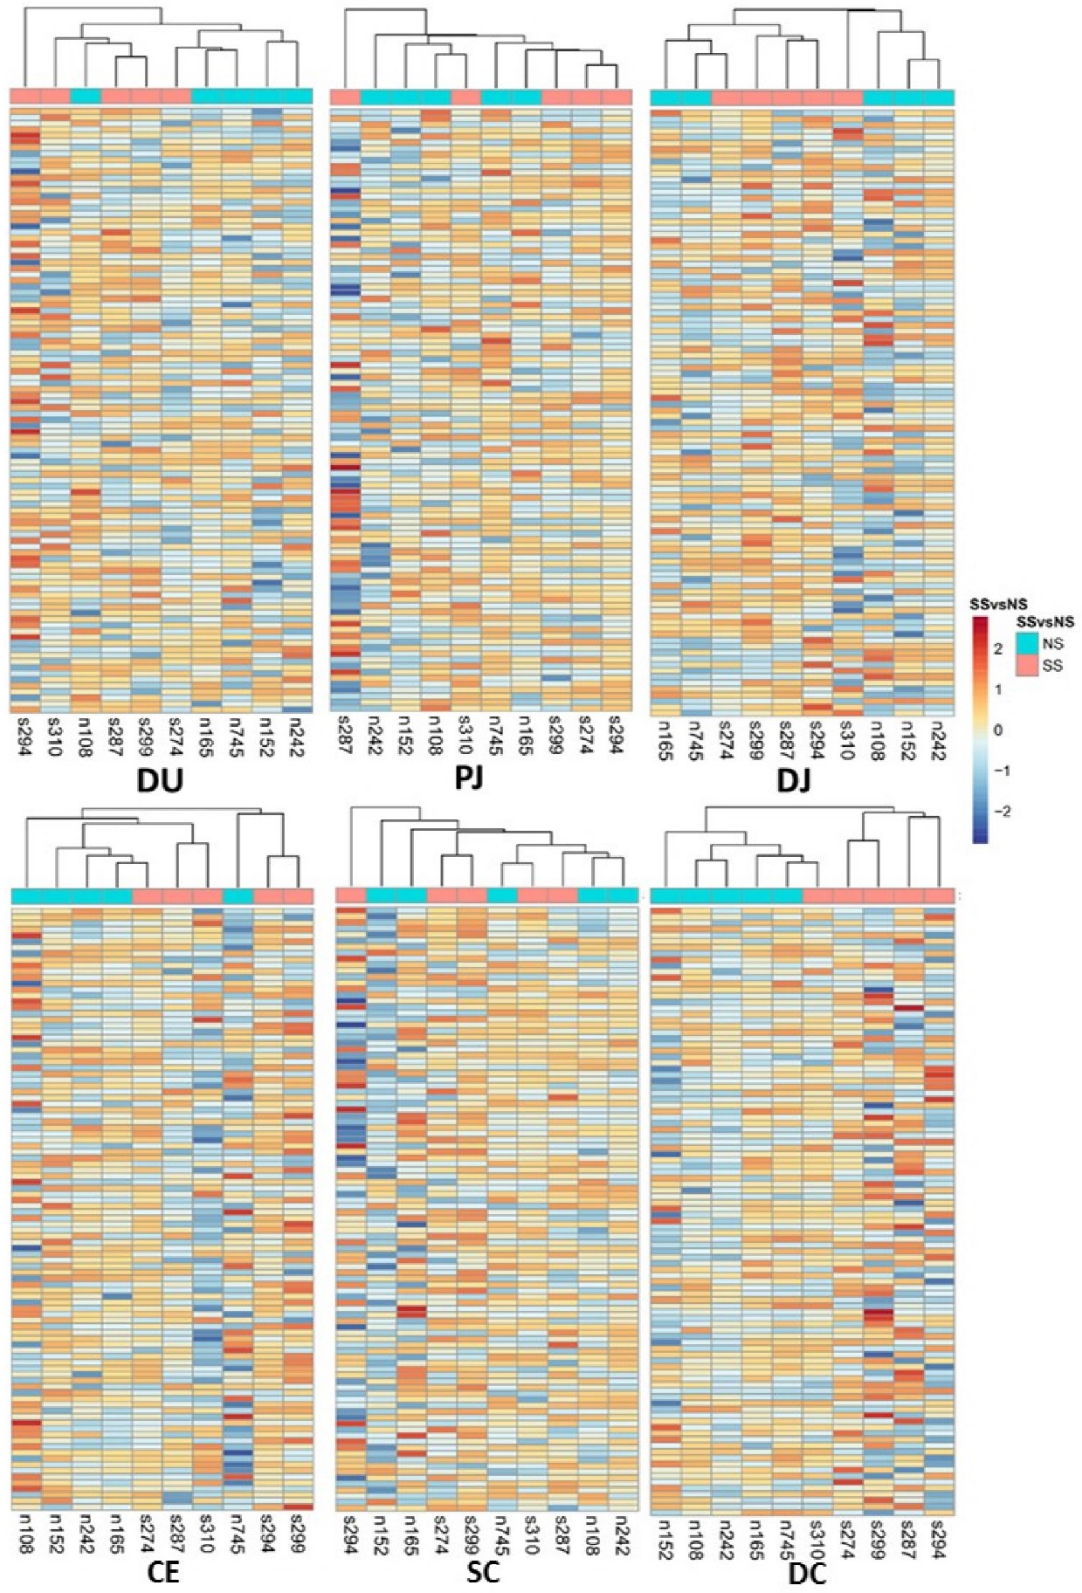 SSvsNS
SSvsNS
2
1
0
−1
−2
NS
SS
s294 s310 n108 s287 s299 s274 n165 n745 n152 n242
DU
s287 n242 n152 n108 s310 n745 n165 s299 s274 s294
PJ
n165 n745 s274 s299 s287 s294 s310 n108 n152 n242
DJ
n108 n152 n242 n165 s274 s287 s310 n745 s294 s299
CE
s294 n152 n165 s274 s299 n745 s310 s287 n108 n242
SC
n152 n108 n242 n165 n745 s310 s274 s299 s287 s294
DC